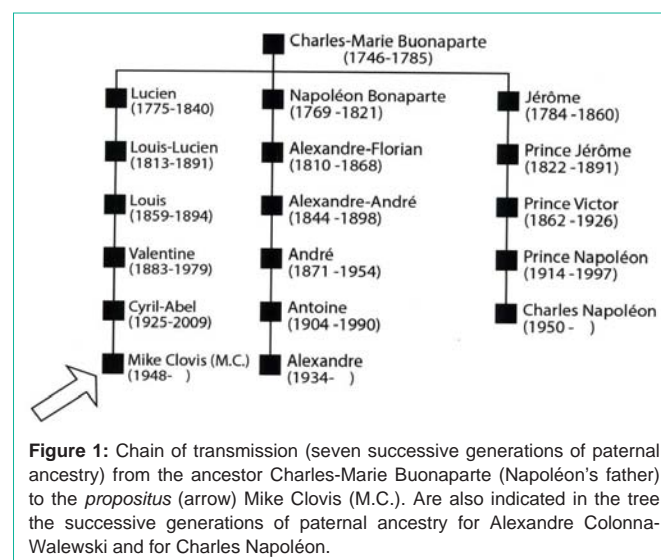 Charles-Marie Buonaparte
(1746-1785)
Lucien
(1775-1840)
Louis-Lucien
(1813-1891)
Louis
(1859-1894)
Valentine
(1883-1979)
Cyril-Abel
(1925-2009)
Mike Clovis (M.C.)
(1948- )
Napoléon Bonaparte
(1769 -1821)
Alexandre-Florian
(1810 -1868)
Alexandre-André
(1844 -1898)
André
(1871 -1954)
Antoine
(1904 -1990)
Alexandre
(1934- )
Jérôme
(1784 -1860)
Prince Jérôme
(1822 -1891)
Prince Victor
(1862 -1926)
Prince Napoléon
(1914 -1997)
Charles Napoléon
(1950 - )
Figure 1: Chain of transmission (seven successive generations of paternal
ancestry) from the ancestor Charles-Marie Buonaparte (Napoléon's father)
to the propositus (arrow) Mike Clovis (M.C.). Are also indicated in the tree
the successive generations of paternal ancestry for Alexandre Colonna-
Walewski and for Charles Napoléon.